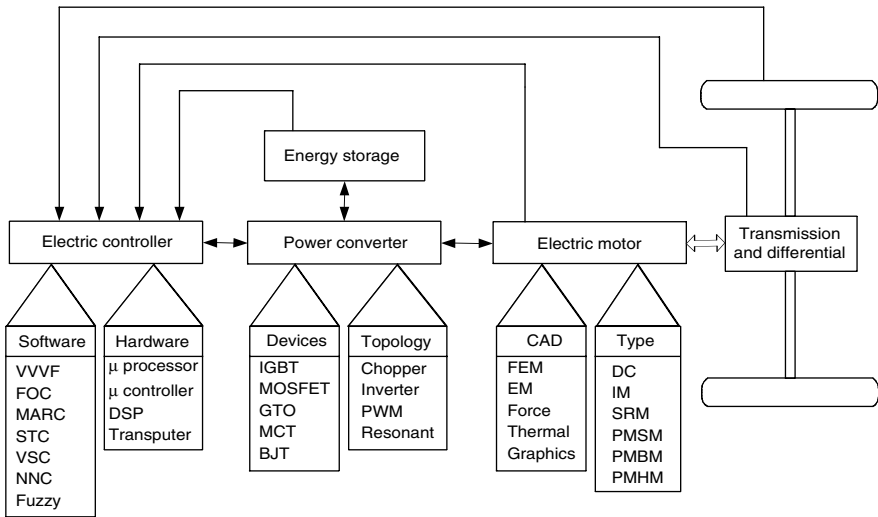 Energy storage
Electric controller
Power converter
Electric motor
Transmission
and differential
Software
VVVF
FOC
MARC
STC
VSC
NNC
Fuzzy
Hardware
μ processor
μ controller
DSP
Transputer
Devices
IGBT
MOSFET
GTO
MCT
BJT
Topology
Chopper
Inverter
PWM
Resonant
CAD
FEM
EM
Force
Thermal
Graphics
Type
DC
IM
SRM
PMSM
PMBM
PMHM